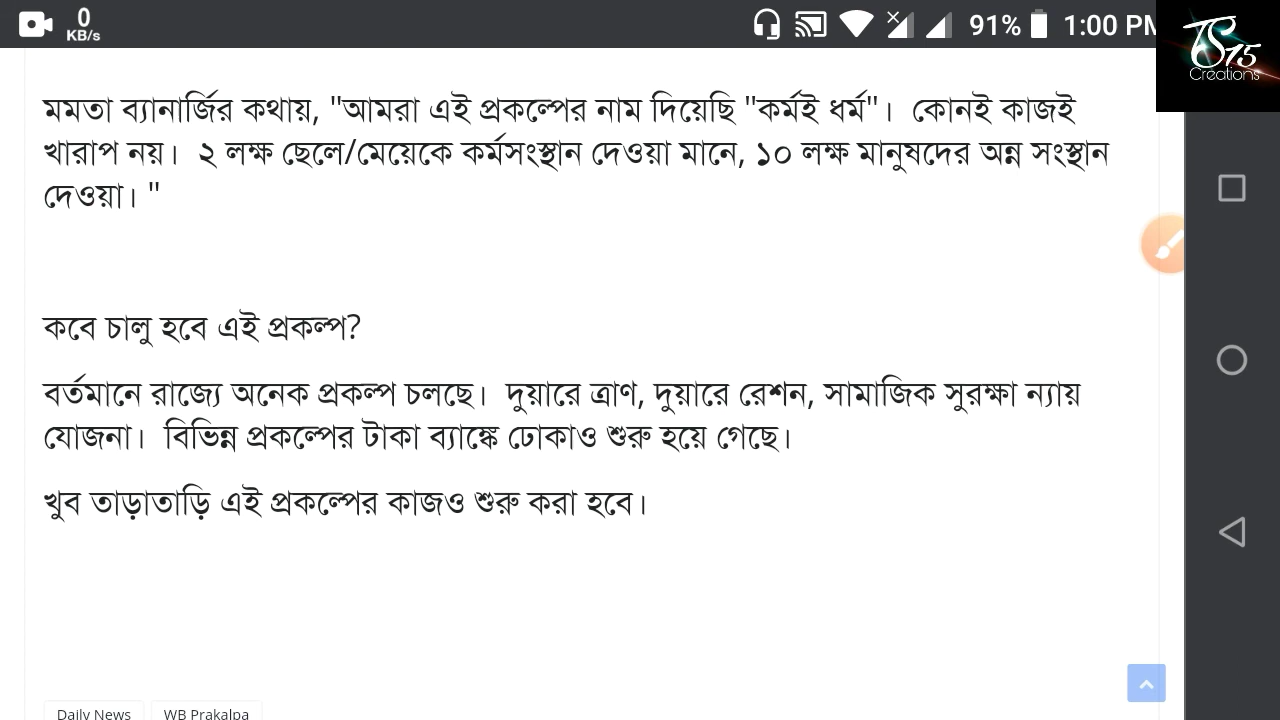 0
KB/s
91%
1:00 PM
TS15
Creations
মমতা ব্যানার্জির কথায়, "আমরা এই প্রকল্পের নাম দিয়েছি "কর্মই ধর্ম"। কোনই কাজই
খারাপ নয়। ২ লক্ষ ছেলে/মেয়েকে কর্মসংস্থান দেওয়া মানে, ১০ লক্ষ মানুষদের অন্ন সংস্থান
দেওয়া। "
কবে চালু হবে এই প্রকল্প?
বর্তমানে রাজ্যে অনেক প্রকল্প চলছে। দুয়ারে ত্রাণ, দুয়ারে রেশন, সামাজিক সুরক্ষা ন্যায়
যোজনা। বিভিন্ন প্রকল্পের টাকা ব্যাঙ্কে ঢোকাও শুরু হয়ে গেছে।
খুব তাড়াতাড়ি এই প্রকল্পের কাজও শুরু করা হবে।
Daily News
WB Prakalpa